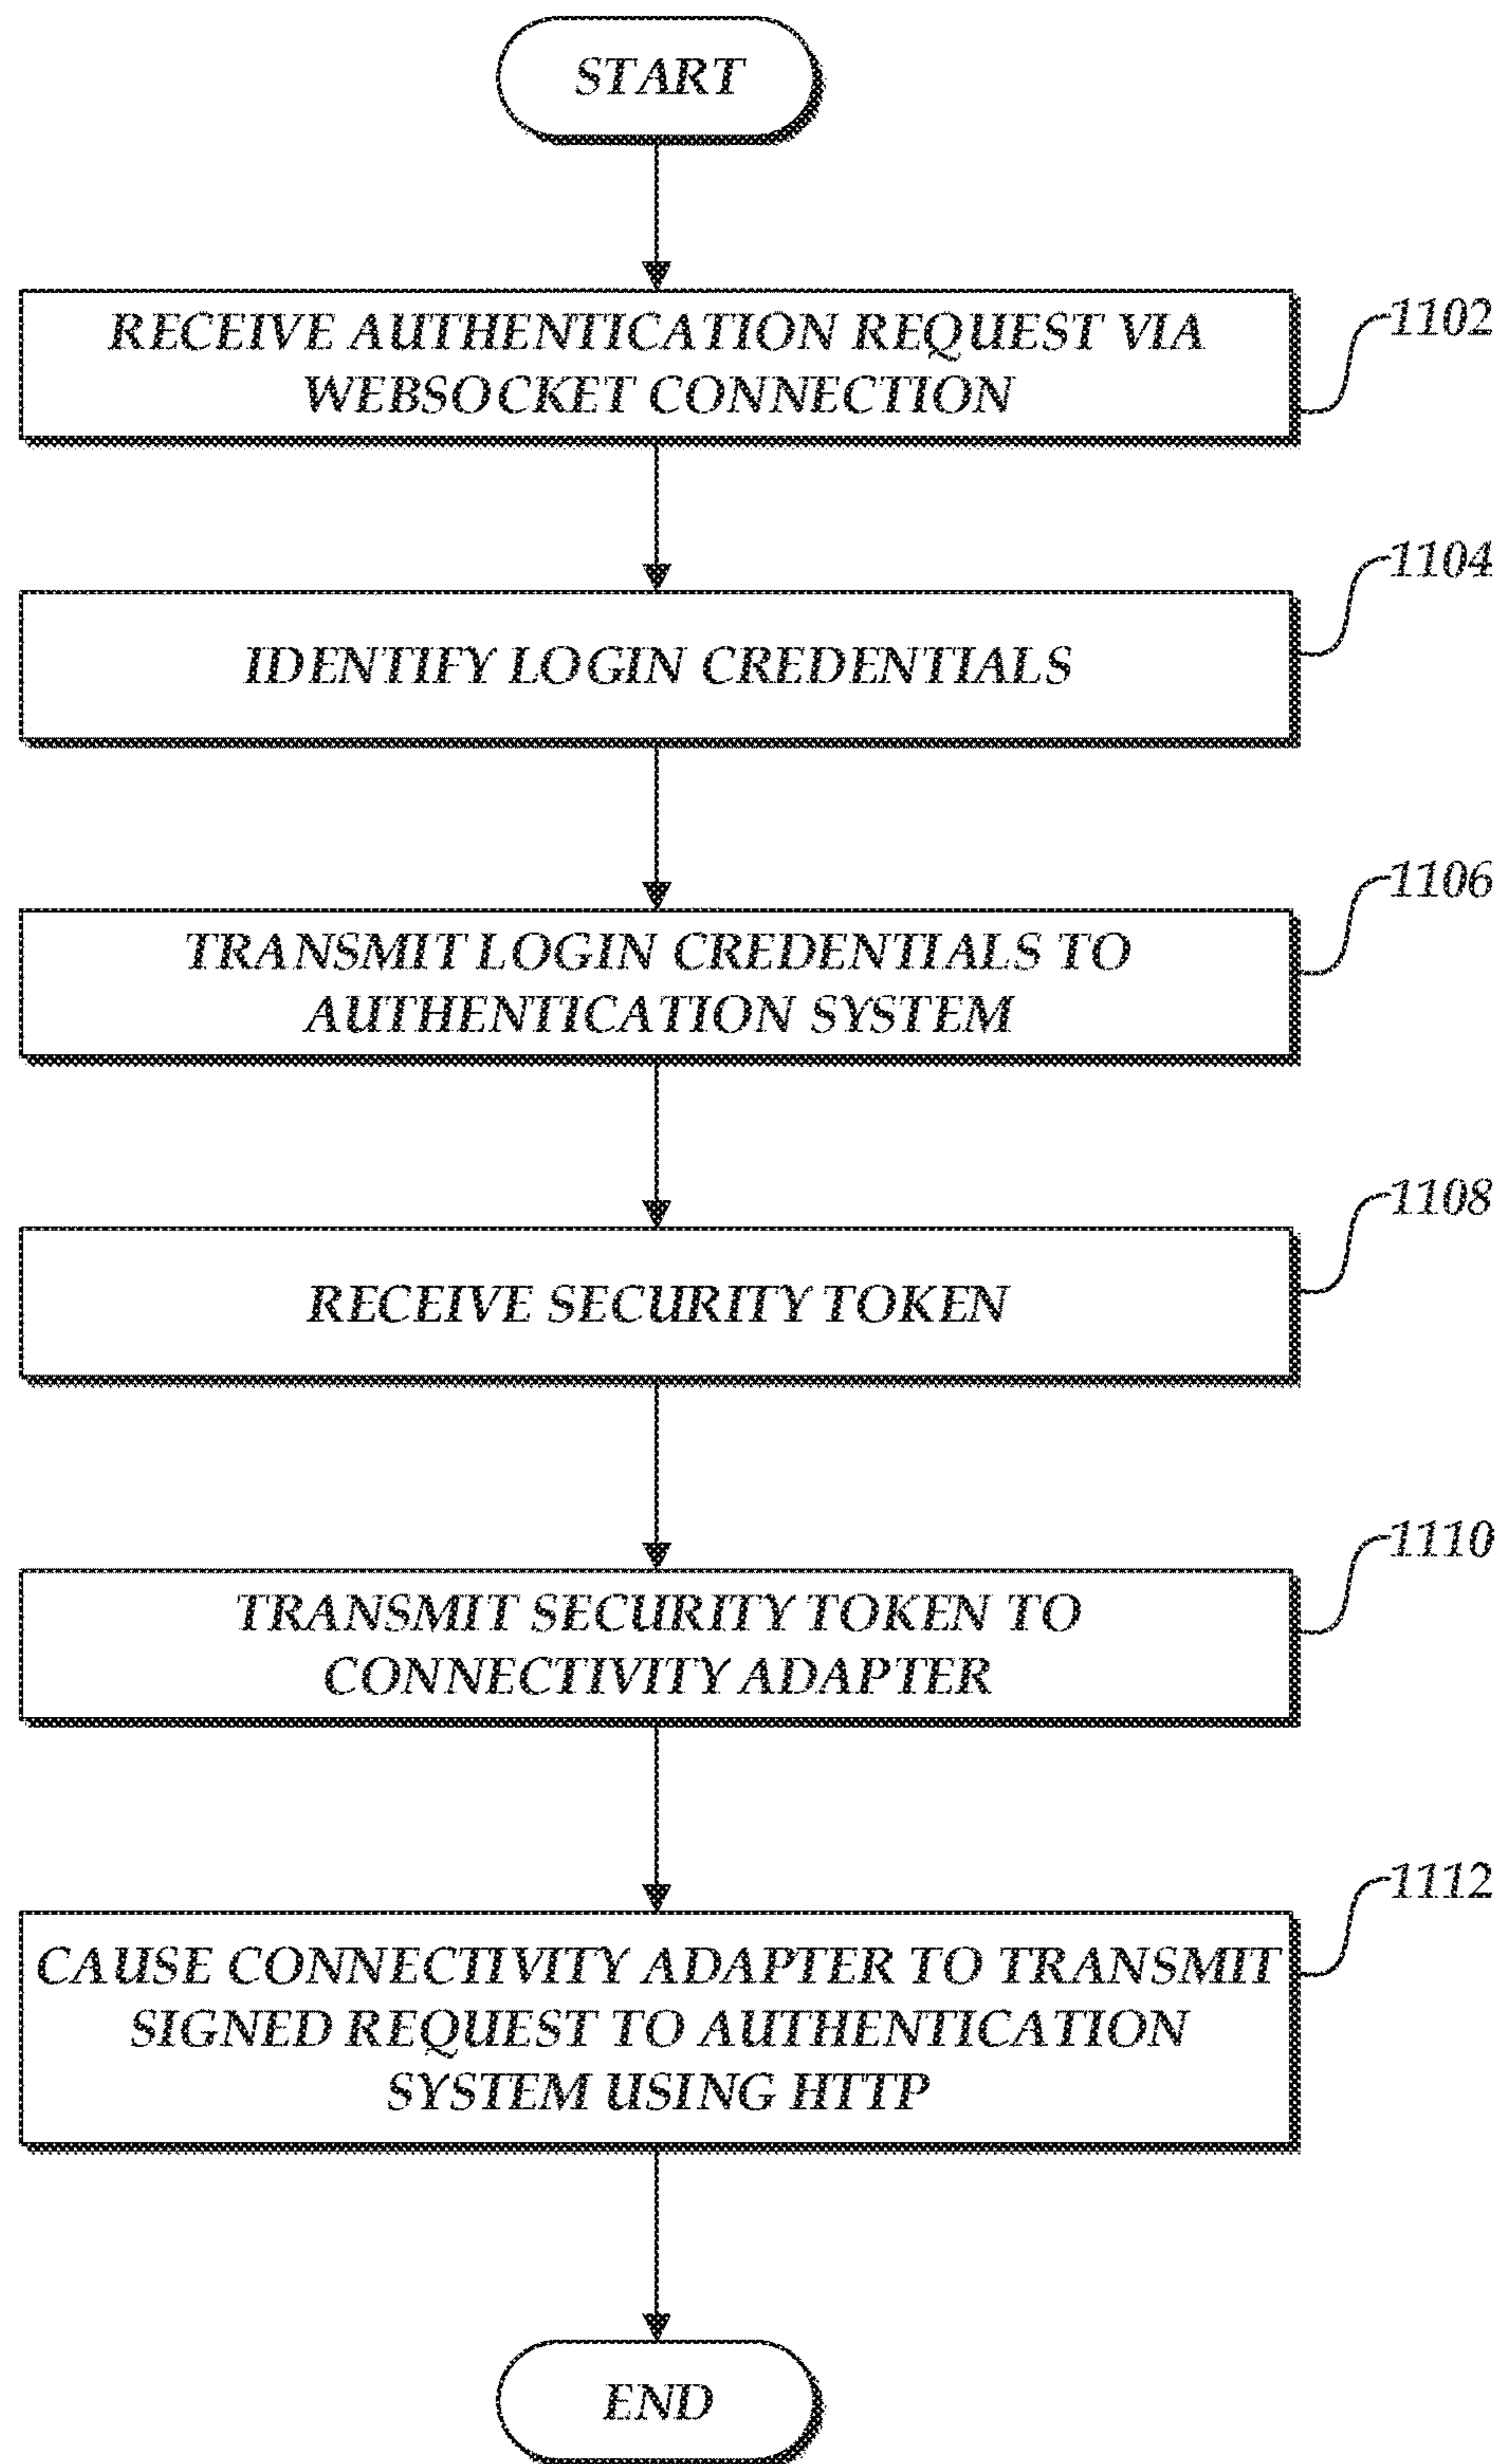 START
RECEIVE AUTHENTICATION REQUEST VIA
WEBSOCKET CONNECTION
1102
IDENTIFY LOGIN CREDENTIALS
1104
TRANSMIT LOGIN CREDENTIALS TO
AUTHENTICATION SYSTEM
1106
RECEIVE SECURITY TOKEN
1108
TRANSMIT SECURITY TOKEN TO
CONNECTIVITY ADAPTER
1110
CAUSE CONNECTIVITY ADAPTER TO TRANSMIT
SIGNED REQUEST TO AUTHENTICATION
SYSTEM USING HTTP
1112
END